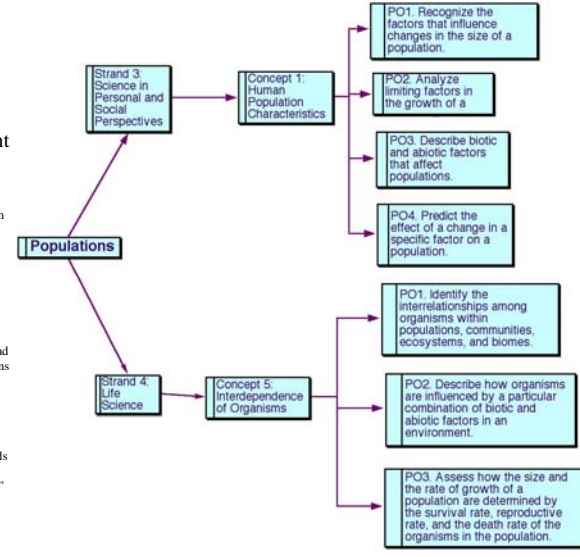 PO1. Recognize the
factors that influence
changes in the size of a
population.
Strand 3:
Science in
Personal and
Social
Perspectives
Concept 1:
Human
Population
Characteristics
PO2. Analyze
limiting factors in
the growth of a
PO3. Describe biotic
and abiotic factors
that affect
populations.
PO4. Predict the
effect of a change in a
specific factor on a
population.
Populations
PO1. Identify the
interrelationships among
organisms within
populations, communities,
ecosystems, and biomes.
Strand 4:
Life
Science
Concept 5:
Interdependence
of Organisms
PO2. Describe how organisms
are influenced by a particular
combination of biotic and
abiotic factors in an
environment.
PO3. Assess how the size and
the rate of growth of a
population are determined by
the survival rate, reproductive
rate, and the death rate of the
organisms in the population.